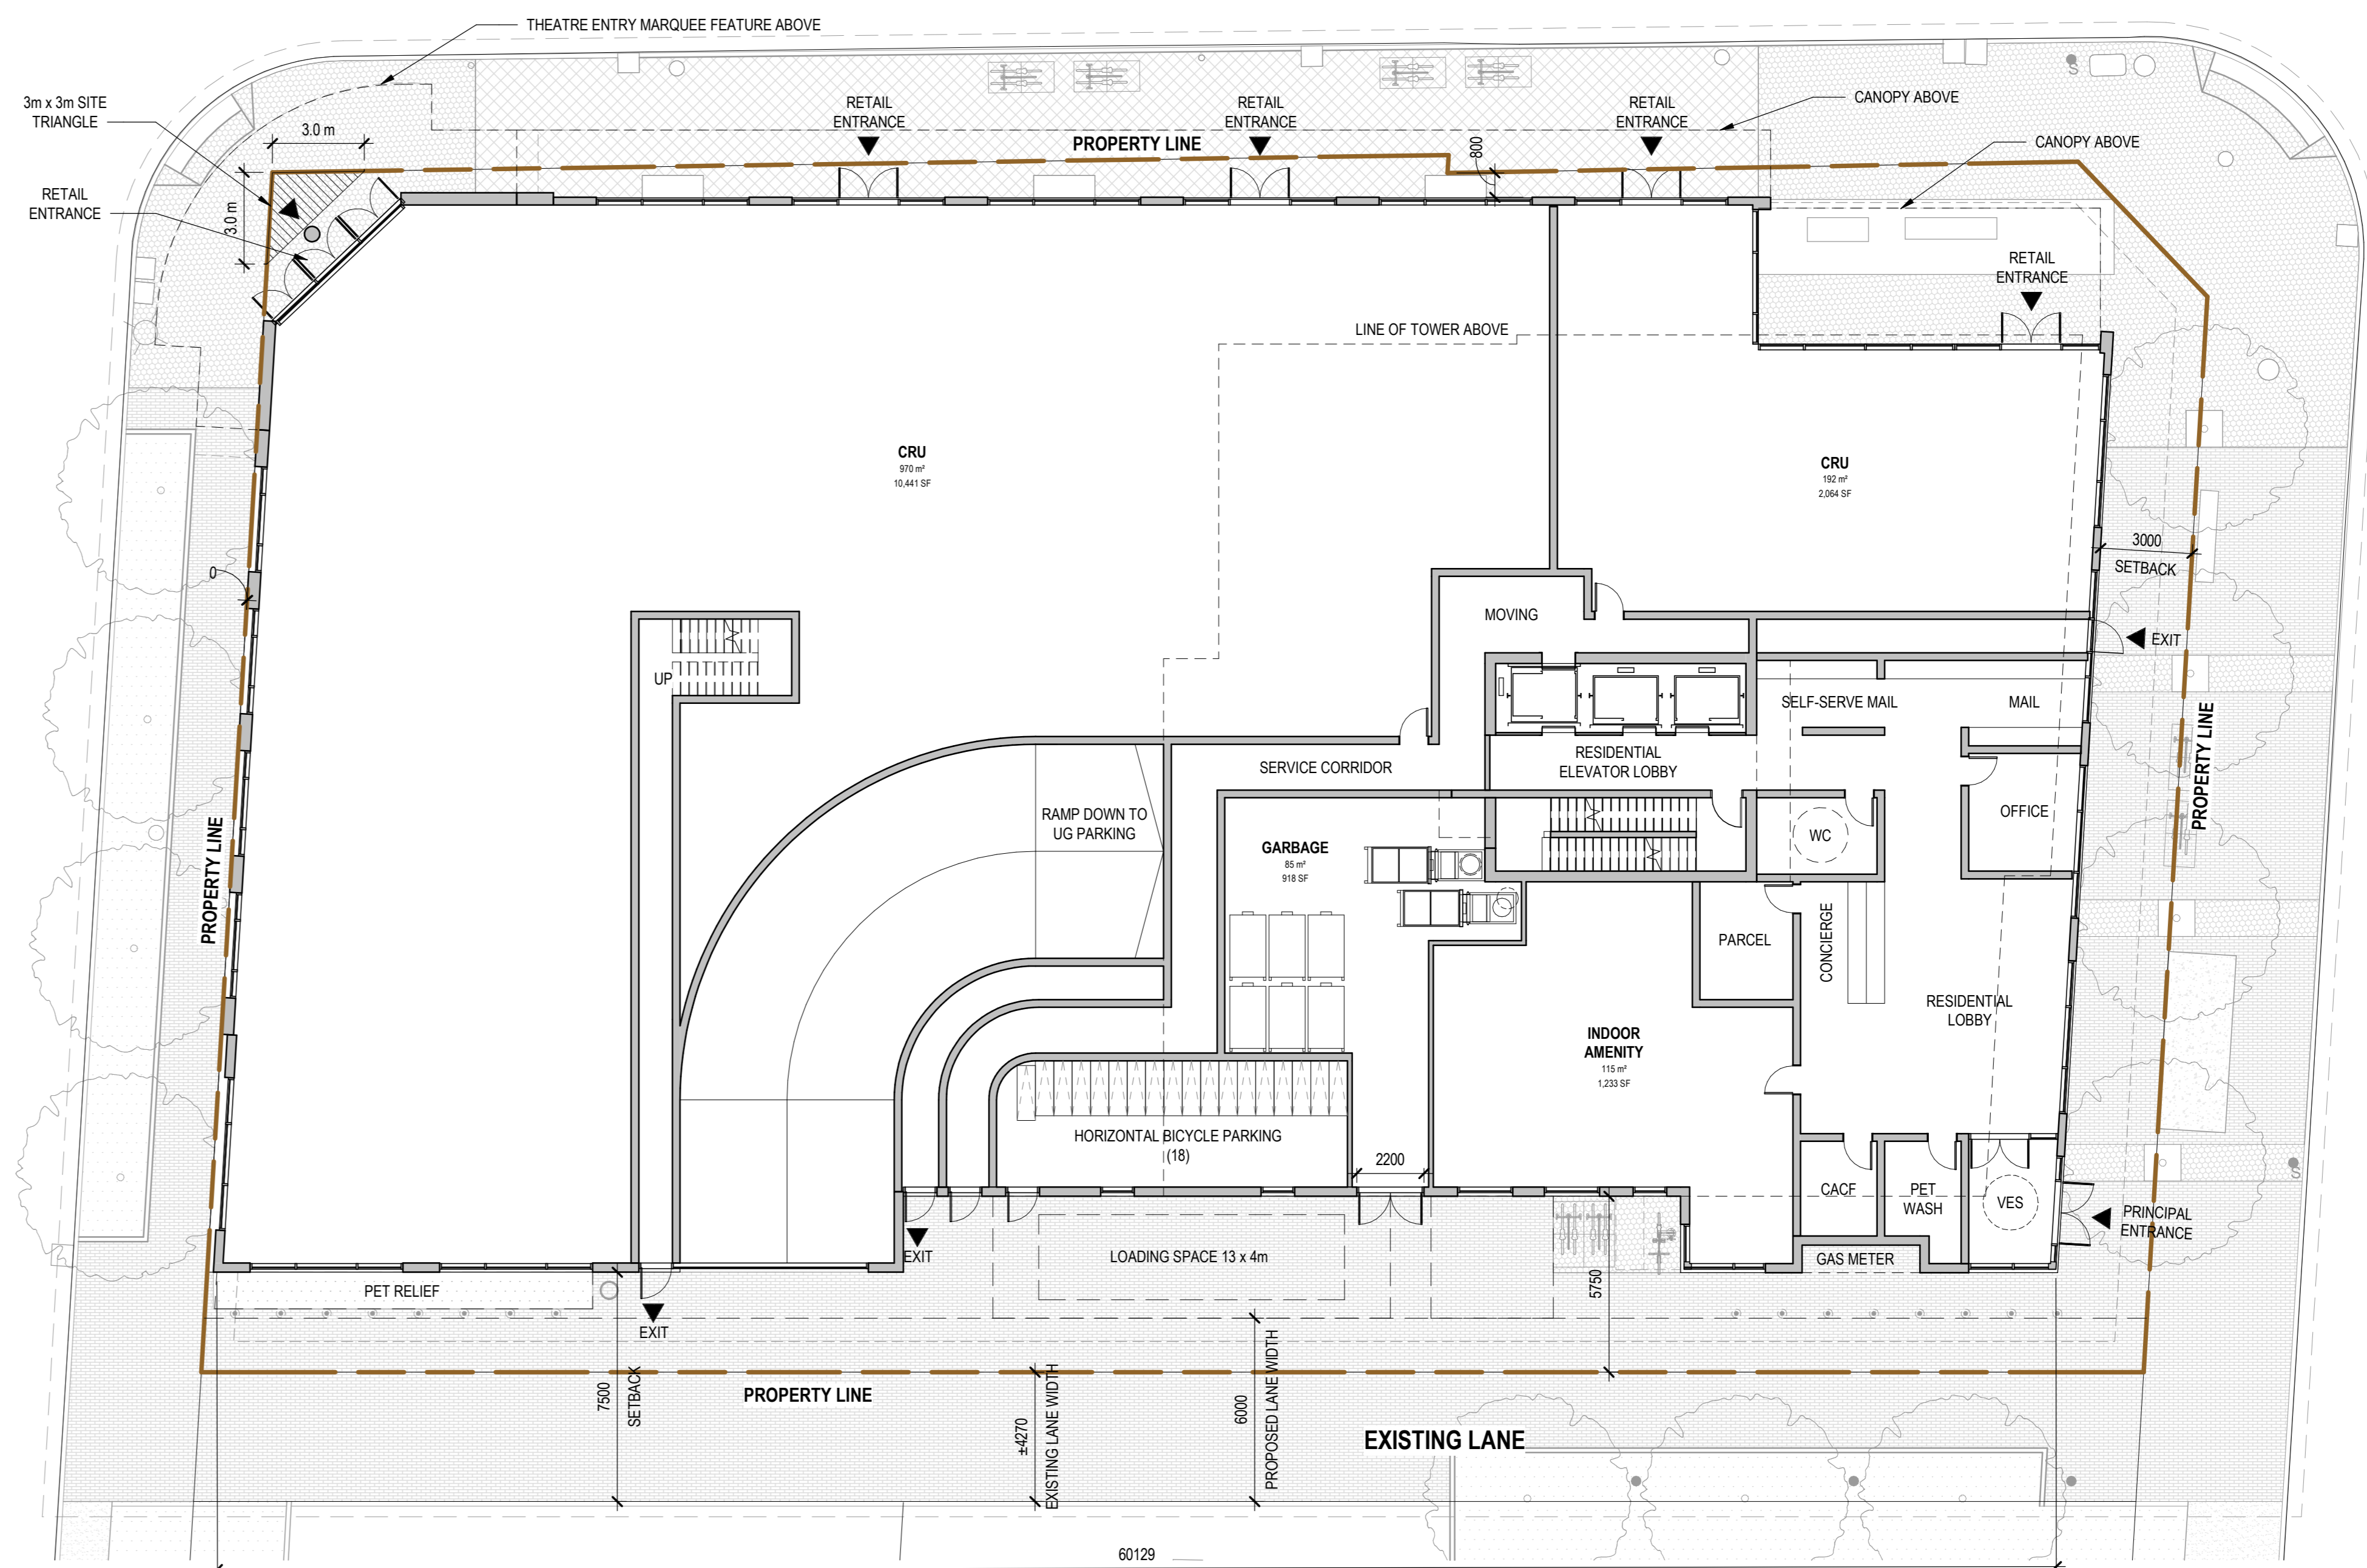 THEATRE ENTRY MARQUEE FEATURE ABOVE
3m x 3m SITE
TRIANGLE
3.0 m
RETAIL
ENTRANCE
RETAIL
ENTRANCE
RETAIL
ENTRANCE
CANOPY ABOVE
PROPERTY LINE
800
CANOPY ABOVE
S
RETAIL
ENTRANCE
3.0 m
RETAIL
ENTRANCE
LINE OF TOWER ABOVE
CRU
970 m²
10,441 SF
CRU
192 m²
2,064 SF
3000
SETBACK
0
MOVING
EXIT
UP
SELF-SERVE MAIL
MAIL
PROPERTY LINE
SERVICE CORRIDOR
RESIDENTIAL
ELEVATOR LOBBY
RAMP DOWN TO
UG PARKING
OFFICE
WC
GARBAGE
85 m²
918 SF
PROPERTY LINE
PARCEL
CONCIERGE
RESIDENTIAL
LOBBY
INDOOR
AMENITY
115 m²
1,233 SF
HORIZONTAL BICYCLE PARKING
(18)
2200
S
CACF
PET
WASH
VES
PRINCIPAL
ENTRANCE
EXIT
LOADING SPACE 13 x 4m
GAS METER
PET RELIEF
5750
EXIT
7500
SETBACK
PROPERTY LINE
±4270
EXISTING LANE WIDTH
6000
PROPOSED LANE WIDTH
EXISTING LANE
60129